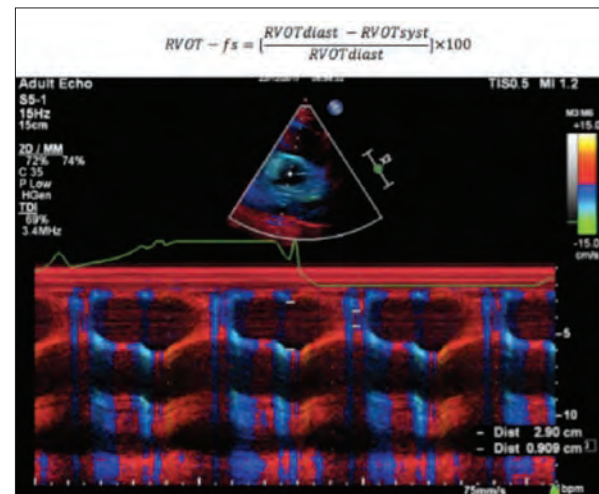 RVOT − fs = [RVOTdiast − RVOTsyst / RVOTdiast]×100
Adult Echo
TIS0.5 MI 1.2
S5-1
15Hz
15cm
M3 M6
+15.0
2D / MM
72% 74%
C 35
P Low
HGen
TDI
69%
3.4MHz
-15.0
cm/s
-5
-10
Dist 2.90 cm
Dist 0.909 cm
75mm/s
bpm